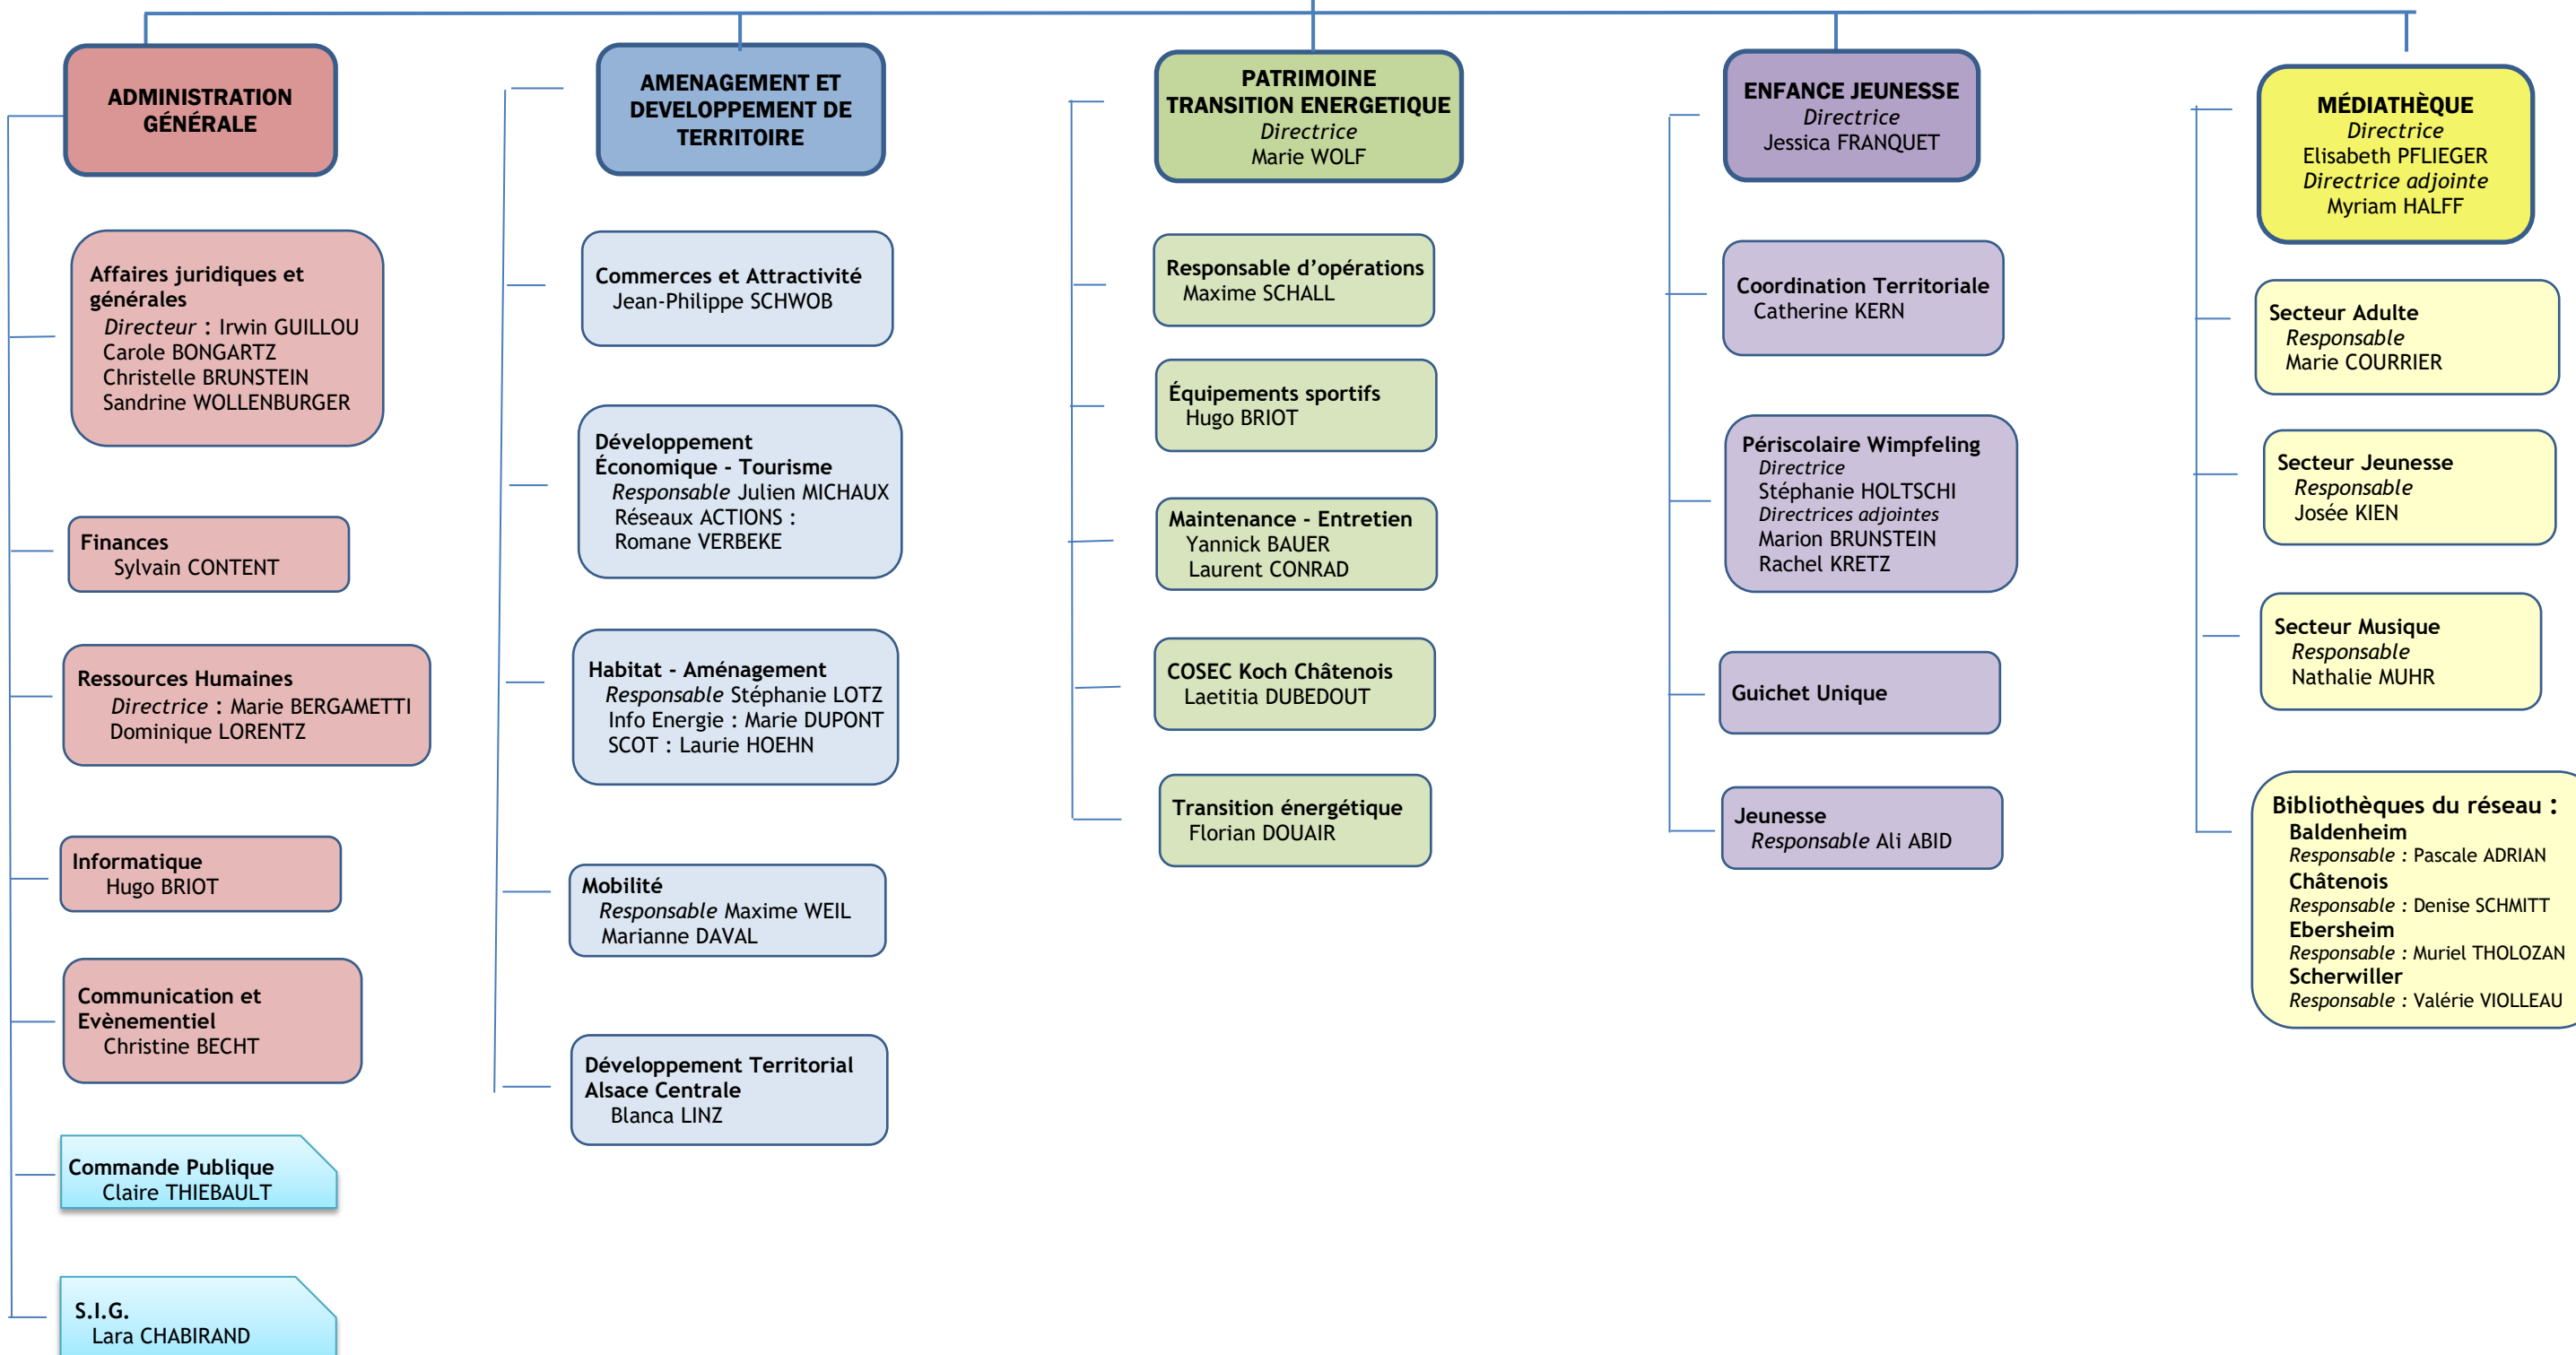 ADMINISTRATION
GÉNÉRALE
Affaires juridiques et
générales
Directeur : Irwin GUILLOU
Carole BONGARTZ
Christelle BRUNSTEIN
Sandrine WOLLENBURGER
Finances
Sylvain CONTENT
Ressources Humaines
Directrice : Marie BERGAMETTI
Dominique LORENTZ
Informatique
Hugo BRIOT
Communication et
Evènementiel
Christine BECHT
Commande Publique
Claire THIEBAULT
S.I.G.
Lara CHABIRAND
AMENAGEMENT ET
DEVELOPPEMENT DE
TERRITOIRE
Commerces et Attractivité
Jean-Philippe SCHWOB
Développement
Économique - Tourisme
Responsable Julien MICHAUX
Réseaux ACTIONS :
Romane VERBEKE
Habitat - Aménagement
Responsable Stéphanie LOTZ
Info Energie : Marie DUPONT
SCOT : Laurie HOEHN
Mobilité
Responsable Maxime WEIL
Marianne DAVAL
Développement Territorial
Alsace Centrale
Blanca LINZ
PATRIMOINE
TRANSITION ENERGETIQUE
Directrice
Marie WOLF
Responsable d’opérations
Maxime SCHALL
Équipements sportifs
Hugo BRIOT
Maintenance - Entretien
Yannick BAUER
Laurent CONRAD
COSEC Koch Châtenois
Laetitia DUBEDOUT
Transition énergétique
Florian DOUAIR
ENFANCE JEUNESSE
Directrice
Jessica FRANQUET
Coordination Territoriale
Catherine KERN
Périscolaire Wimpfeling
Directrice
Stéphanie HOLTSCHI
Directrices adjointes
Marion BRUNSTEIN
Rachel KRETZ
Guichet Unique
Jeunesse
Responsable Ali ABID
MÉDIATHÈQUE
Directrice
Elisabeth PFLIEGER
Directrice adjointe
Myriam HALFF
Secteur Adulte
Responsable
Marie COURRIER
Secteur Jeunesse
Responsable
Josée KIEN
Secteur Musique
Responsable
Nathalie MUHR
Bibliothèques du réseau :
Baldenheim
Responsable : Pascale ADRIAN
Châtenois
Responsable : Denise SCHMITT
Ebersheim
Responsable : Muriel THOLOZAN
Scherwiller
Responsable : Valérie VIOLLEAU